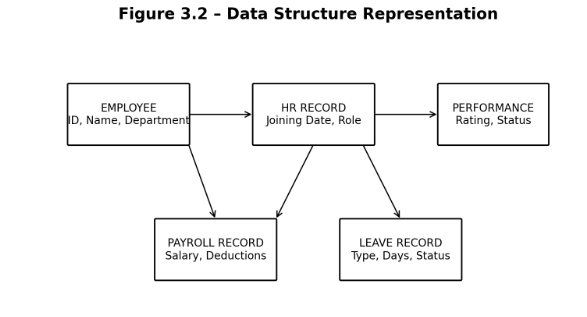 Figure 3.2 – Data Structure Representation
EMPLOYEE
ID, Name, Department
HR RECORD
Joining Date, Role
PERFORMANCE
Rating, Status
PAYROLL RECORD
Salary, Deductions
LEAVE RECORD
Type, Days, Status